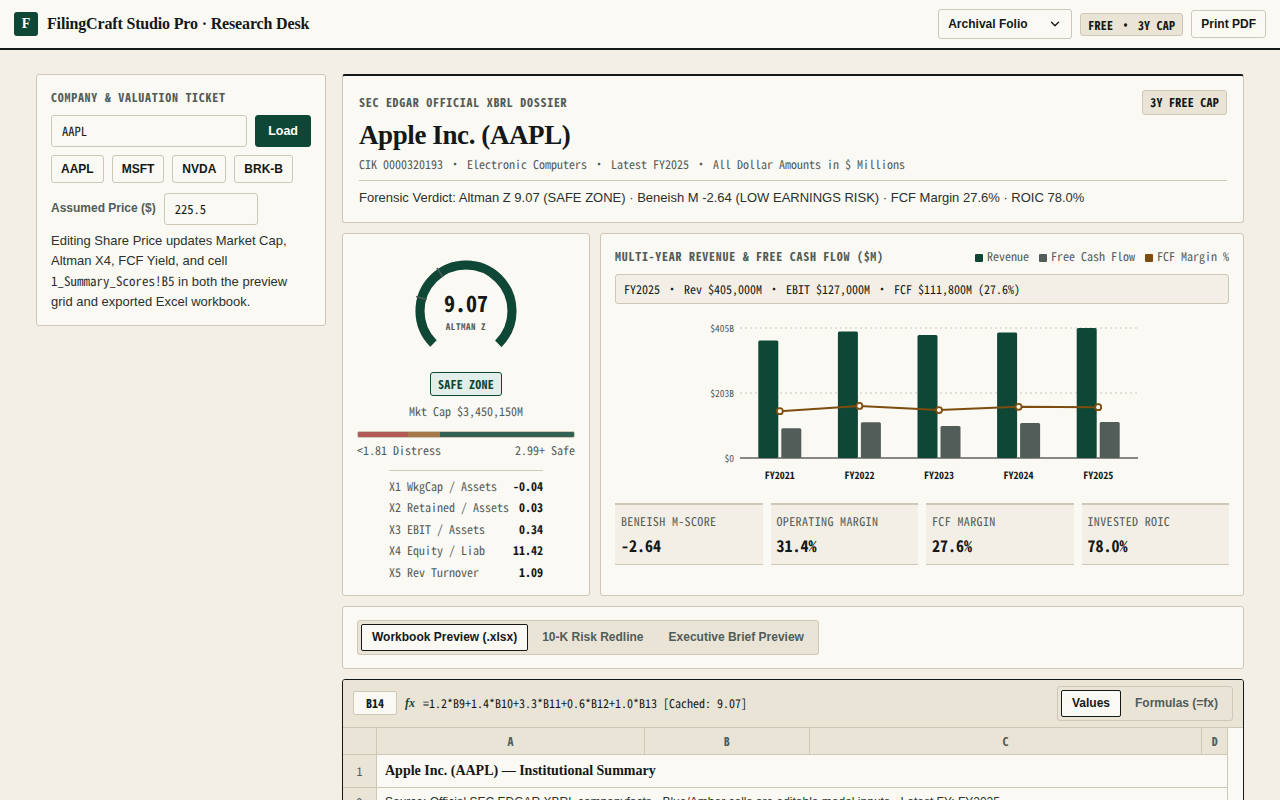 F FilingCraft Studio Pro · Research Desk
Archival Folio
FREE • 3Y CAP
Print PDF
COMPANY & VALUATION TICKET
AAPL
Load
AAPL MSFT NVDA BRK-B
Assumed Price ($) 225.5
Editing Share Price updates Market Cap,
Altman X4, FCF Yield, and cell
1_Summary_Scores!B5 in both the preview
grid and exported Excel workbook.
SEC EDGAR OFFICIAL XBRL DOSSIER
3Y FREE CAP
Apple Inc. (AAPL)
CIK 0000320193 • Electronic Computers • Latest FY2025 • All Dollar Amounts in $ Millions
Forensic Verdict: Altman Z 9.07 (SAFE ZONE) · Beneish M -2.64 (LOW EARNINGS RISK) · FCF Margin 27.6% · ROIC 78.0%
9.07
ALTMAN Z
SAFE ZONE
Mkt Cap $3,450,150M
<1.81 Distress 2.99+ Safe
X1 WkgCap / Assets -0.04
X2 Retained / Assets 0.03
X3 EBIT / Assets 0.34
X4 Equity / Liab 11.42
X5 Rev Turnover 1.09
MULTI-YEAR REVENUE & FREE CASH FLOW ($M)
Revenue Free Cash Flow FCF Margin %
FY2025 • Rev $405,000M • EBIT $127,000M • FCF $111,800M (27.6%)
$405B
$203B
$0
FY2021 FY2022 FY2023 FY2024 FY2025
BENEISH M-SCORE
-2.64
OPERATING MARGIN
31.4%
FCF MARGIN
27.6%
INVESTED ROIC
78.0%
Workbook Preview (.xlsx) 10-K Risk Redline Executive Brief Preview
B14 fx =1.2*B9+1.4*B10+3.3*B11+0.6*B12+1.0*B13 [Cached: 9.07]
Values Formulas (=fx)
A B C D
1 Apple Inc. (AAPL) — Institutional Summary